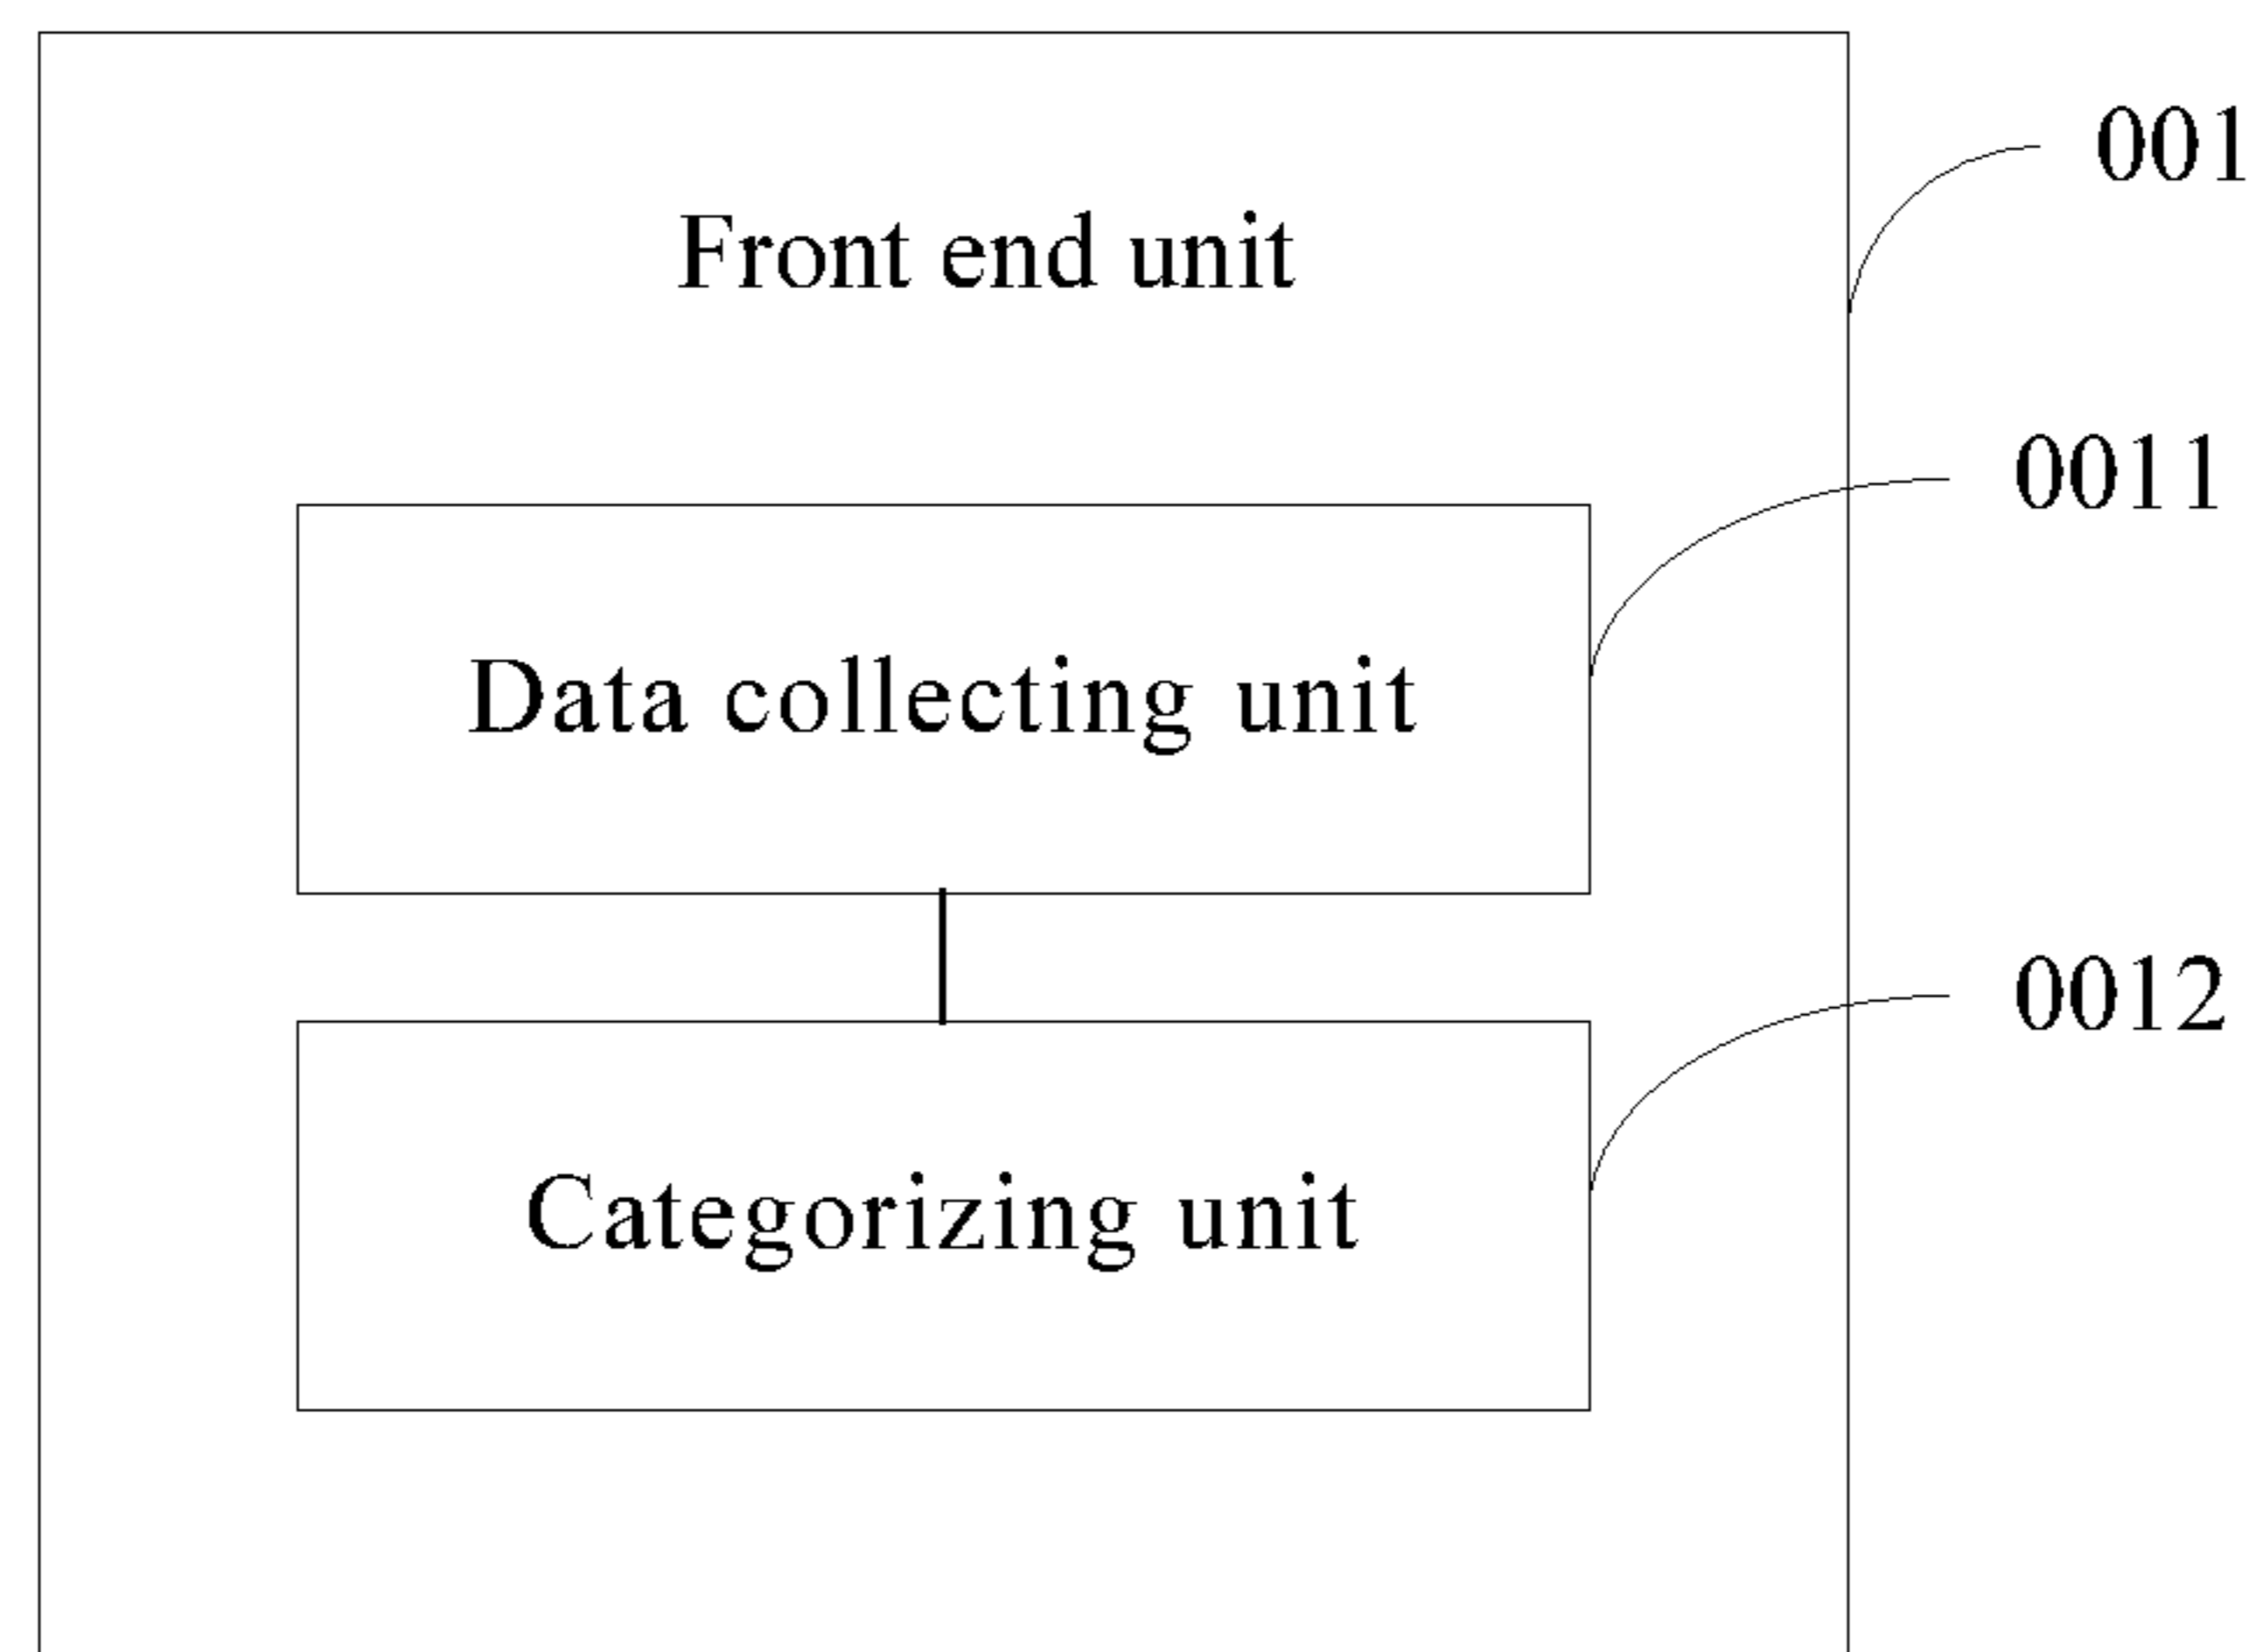 001
Front end unit
0011
Data collecting unit
0012
Categorizing unit